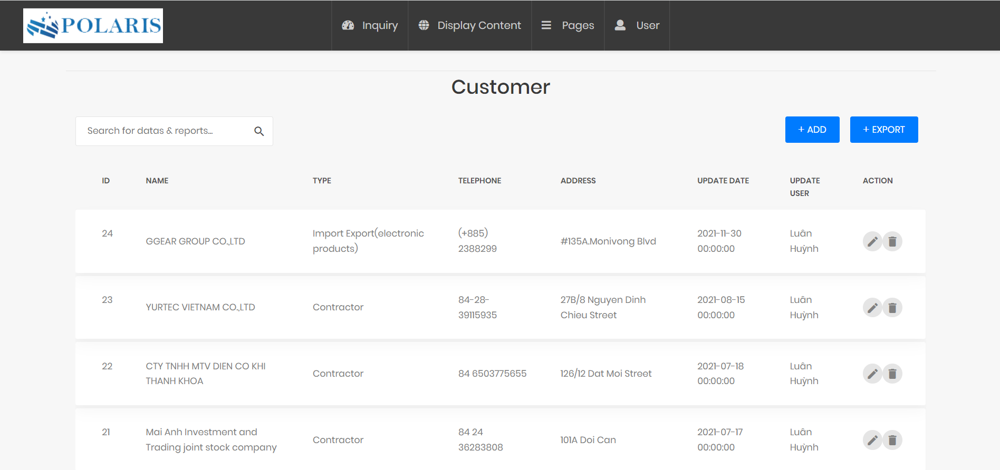 POLARIS
Inquiry
Display Content
Pages
User
Customer
Search for datas & reports...
+ ADD
+ EXPORT
ID NAME TYPE TELEPHONE ADDRESS UPDATE DATE UPDATE USER ACTION
24 GGEAR GROUP CO.,LTD Import Export(electronic products) (+885) 2388299 #135A.Monivong Blvd 2021-11-30 00:00:00 Luân Huỳnh
23 YURTEC VIETNAM CO.,LTD Contractor 84-28-39115935 27B/8 Nguyen Dinh Chieu Street 2021-08-15 00:00:00 Luân Huỳnh
22 CTY TNHH MTV DIEN CO KHI THANH KHOA Contractor 84 6503775655 126/12 Dat Moi Street 2021-07-18 00:00:00 Luân Huỳnh
21 Mai Anh Investment and Trading joint stock company Contractor 84 24 36283808 101A Doi Can 2021-07-17 00:00:00 Luân Huỳnh